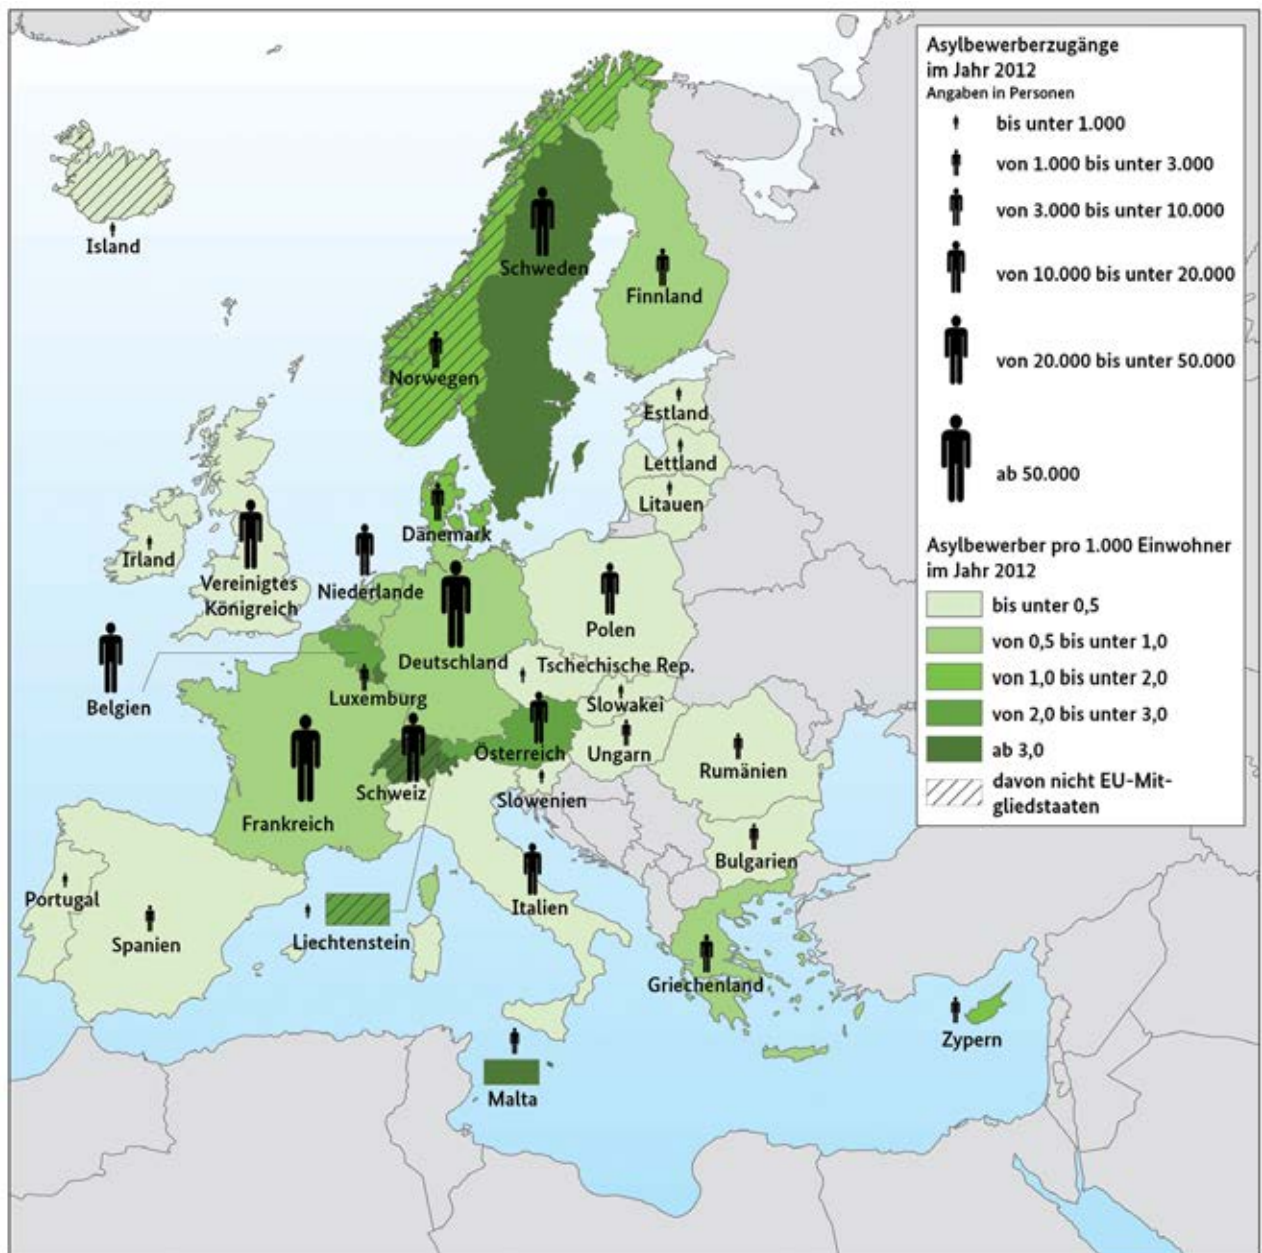 Asylbewerberzugänge
im Jahr 2012
Angaben in Personen
bis unter 1.000
von 1.000 bis unter 3.000
von 3.000 bis unter 10.000
von 10.000 bis unter 20.000
von 20.000 bis unter 50.000
ab 50.000
Asylbewerber pro 1.000 Einwohner
im Jahr 2012
bis unter 0,5
von 0,5 bis unter 1,0
von 1,0 bis unter 2,0
von 2,0 bis unter 3,0
ab 3,0
davon nicht EU-Mit-
gliedstaaten
Island
Schweden
Finnland
Norwegen
Estland
Lettland
Litauen
Dänemark
Irland
Vereinigtes
Königreich
Niederlande
Polen
Deutschland
Tschechische Rep.
Belgien
Luxemburg
Slowakei
Österreich
Ungarn
Rumänien
Schweiz
Slowenien
Frankreich
Bulgarien
Portugal
Italien
Spanien
Liechtenstein
Griechenland
Zypern
Malta